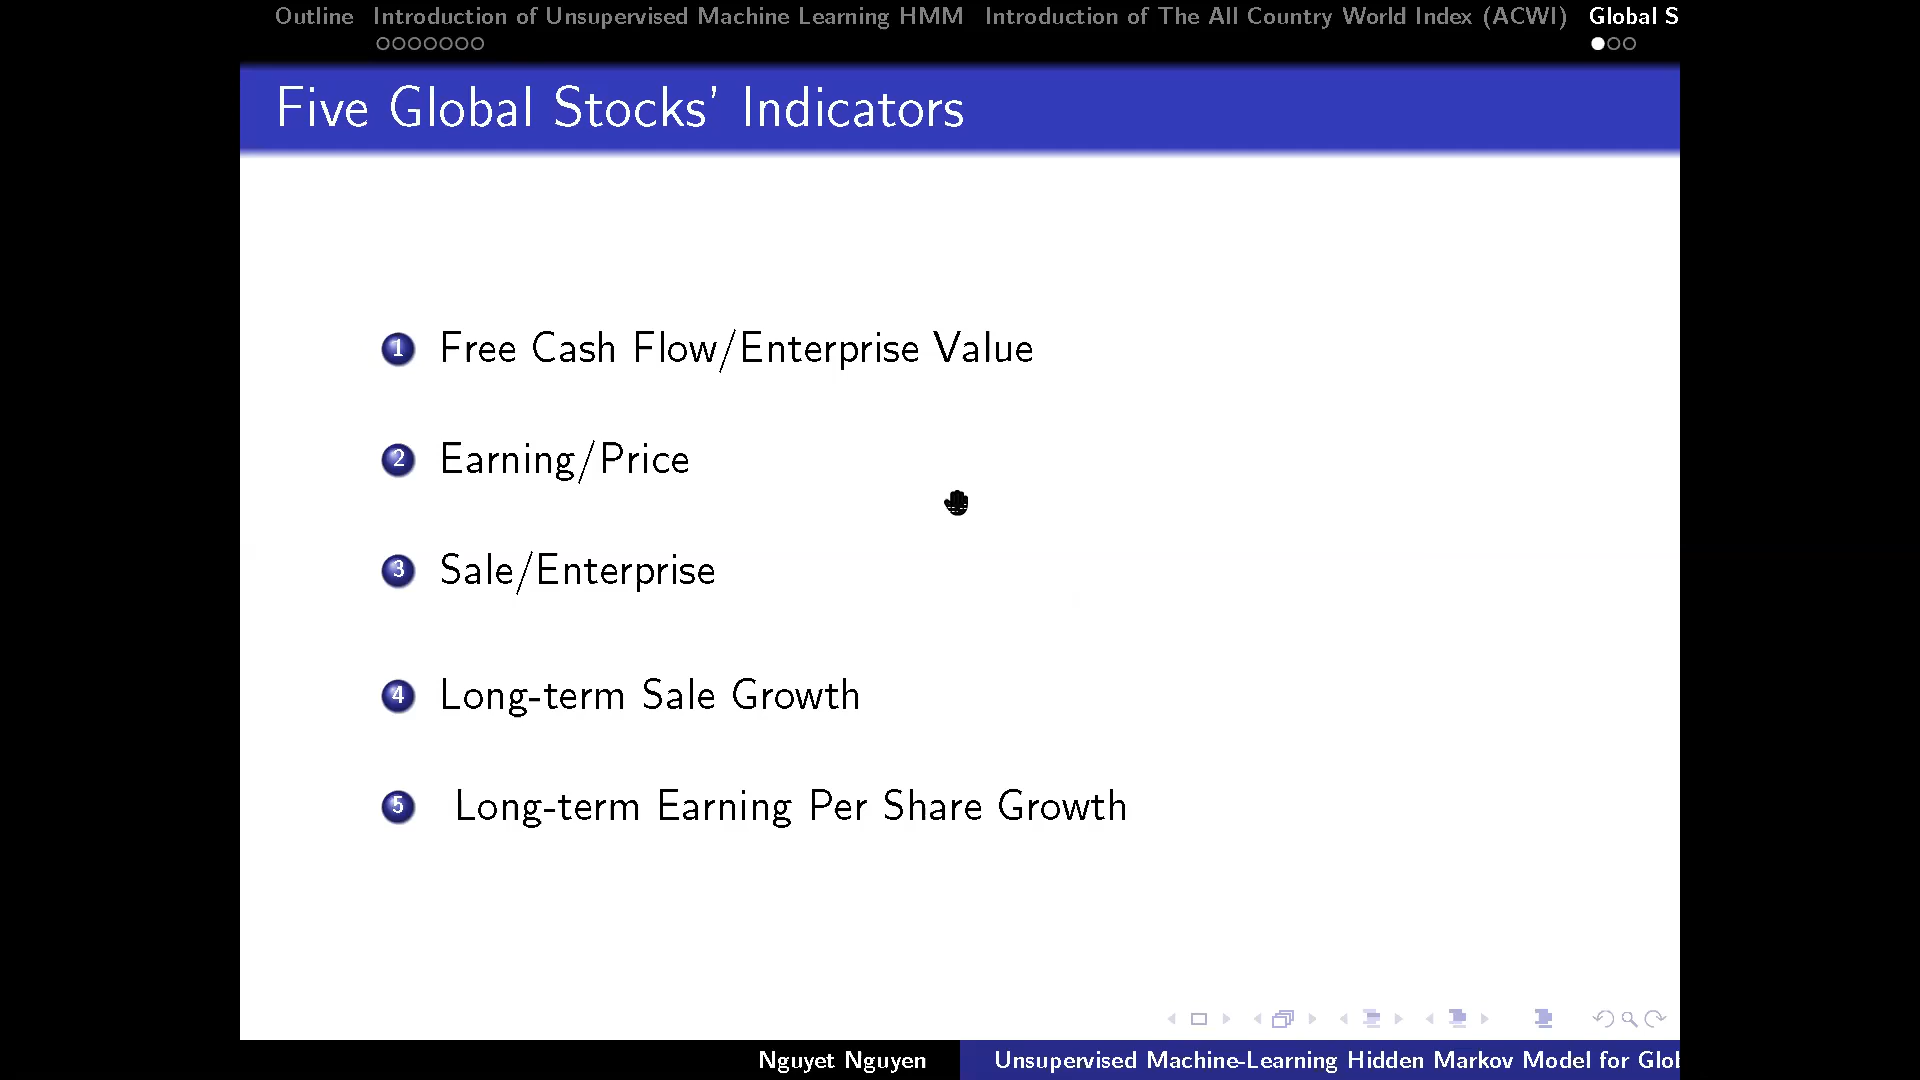 Outline Introduction of Unsupervised Machine Learning HMM Introduction of The All Country World Index (ACWI) Global S
Five Global Stocks' Indicators
1 Free Cash Flow/Enterprise Value
2 Earning/Price
3 Sale/Enterprise
4 Long-term Sale Growth
5 Long-term Earning Per Share Growth
Nguyet Nguyen Unsupervised Machine-Learning Hidden Markov Model for Glob